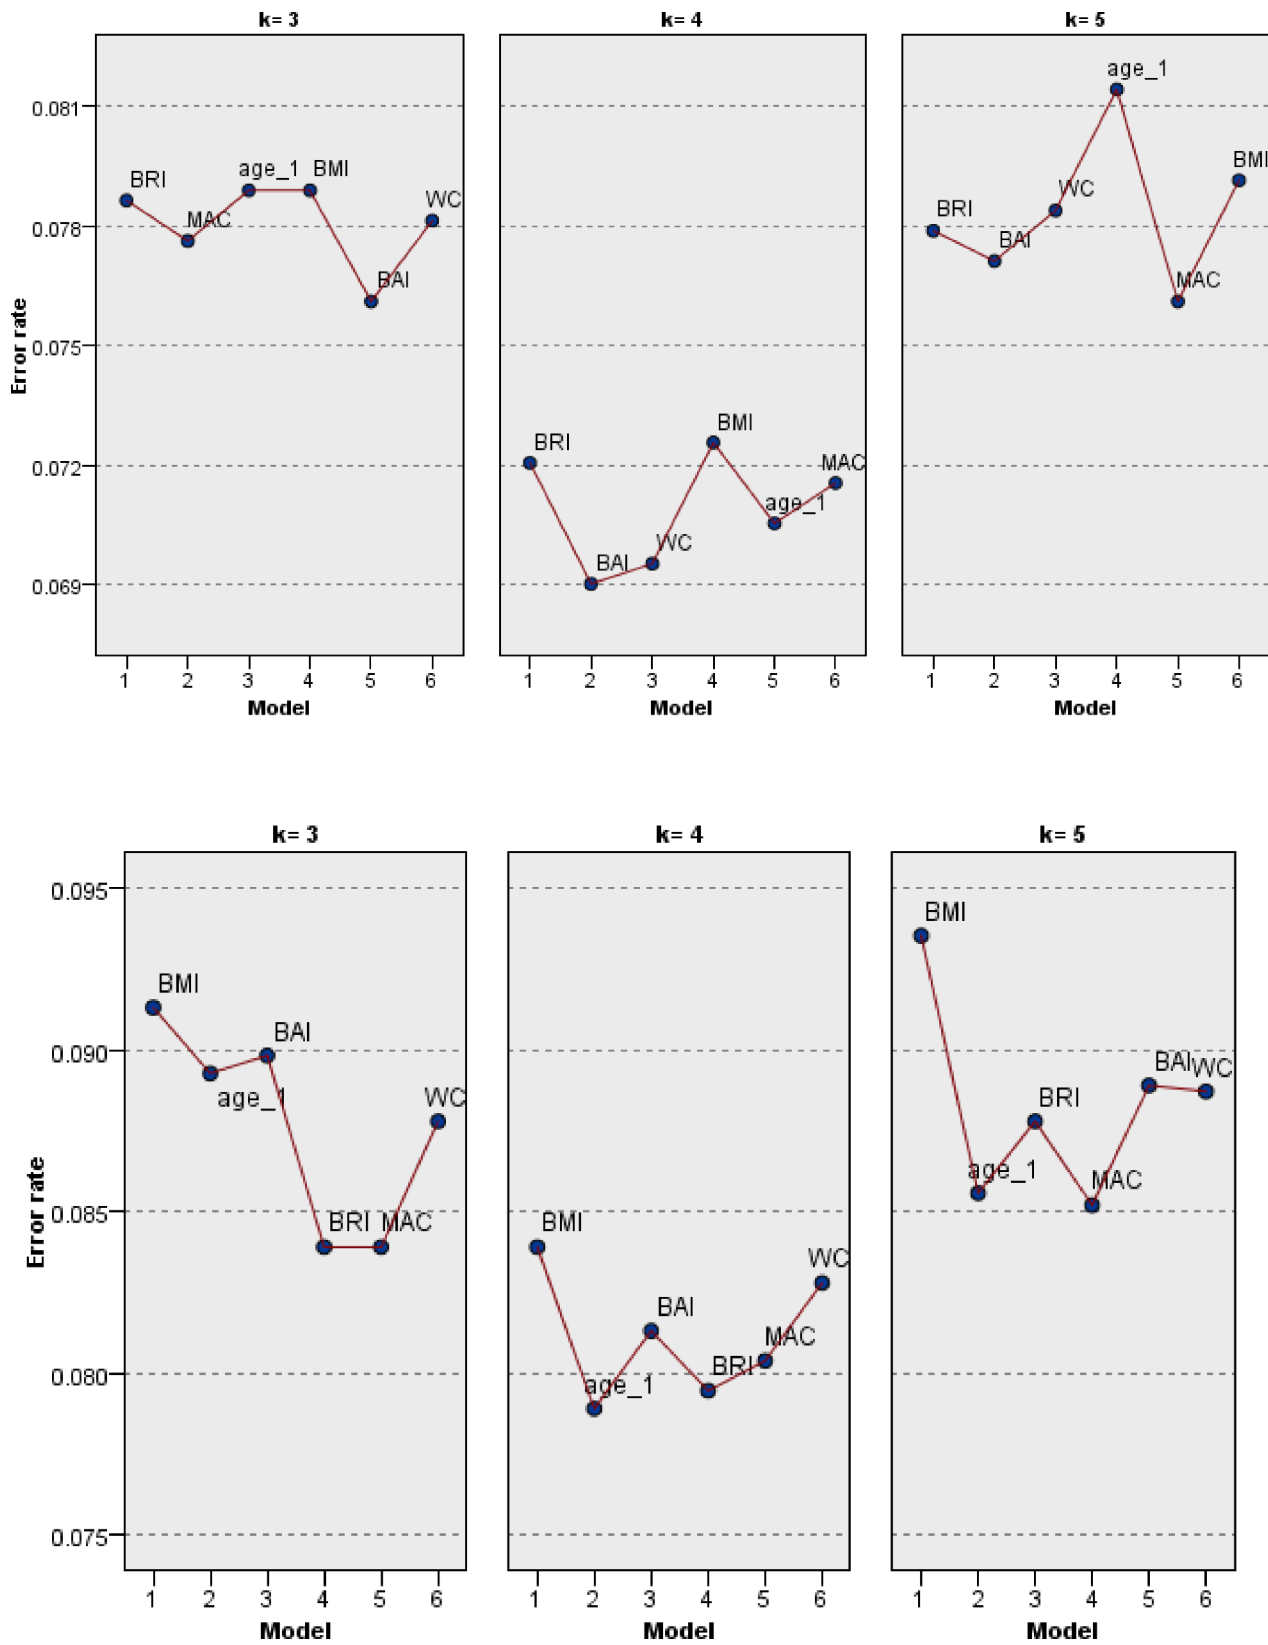 k= 3 k= 4 k= 5
age_1
0.081
BRI age_1 BMI WC BMI
MAC WC BRI
0.078
BAI
BAI MAC
Error rate
0.075
BRI BMI
MAC
0.072
age_1
WC
BAI
0.069
1 2 3 4 5 6 1 2 3 4 5 6 1 2 3 4 5 6
Model Model Model
k= 3 k= 4 k= 5
0.095
BMI
BMI
BAI
0.090
BAI WC
age_1 WC BRI
age_1 MAC
Error rate
0.085
BRI MAC BMI
WC
BAI
MAC
0.080
BRI
age_1
0.075
1 2 3 4 5 6 1 2 3 4 5 6 1 2 3 4 5 6
Model Model Model